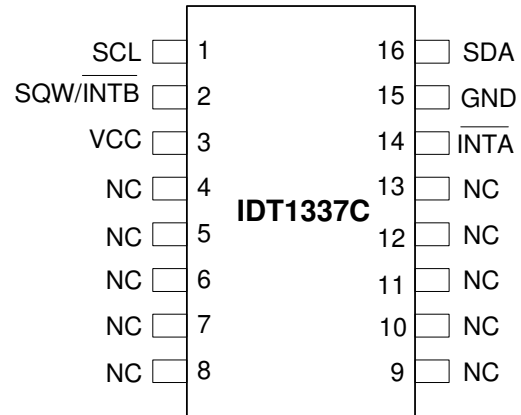 SCL 1 16 SDA
SQW/INTB 2 15 GND
VCC 3 14 INTA
NC 4 13 NC
IDT1337C
NC 5 12 NC
NC 6 11 NC
NC 7 10 NC
NC 8 9 NC